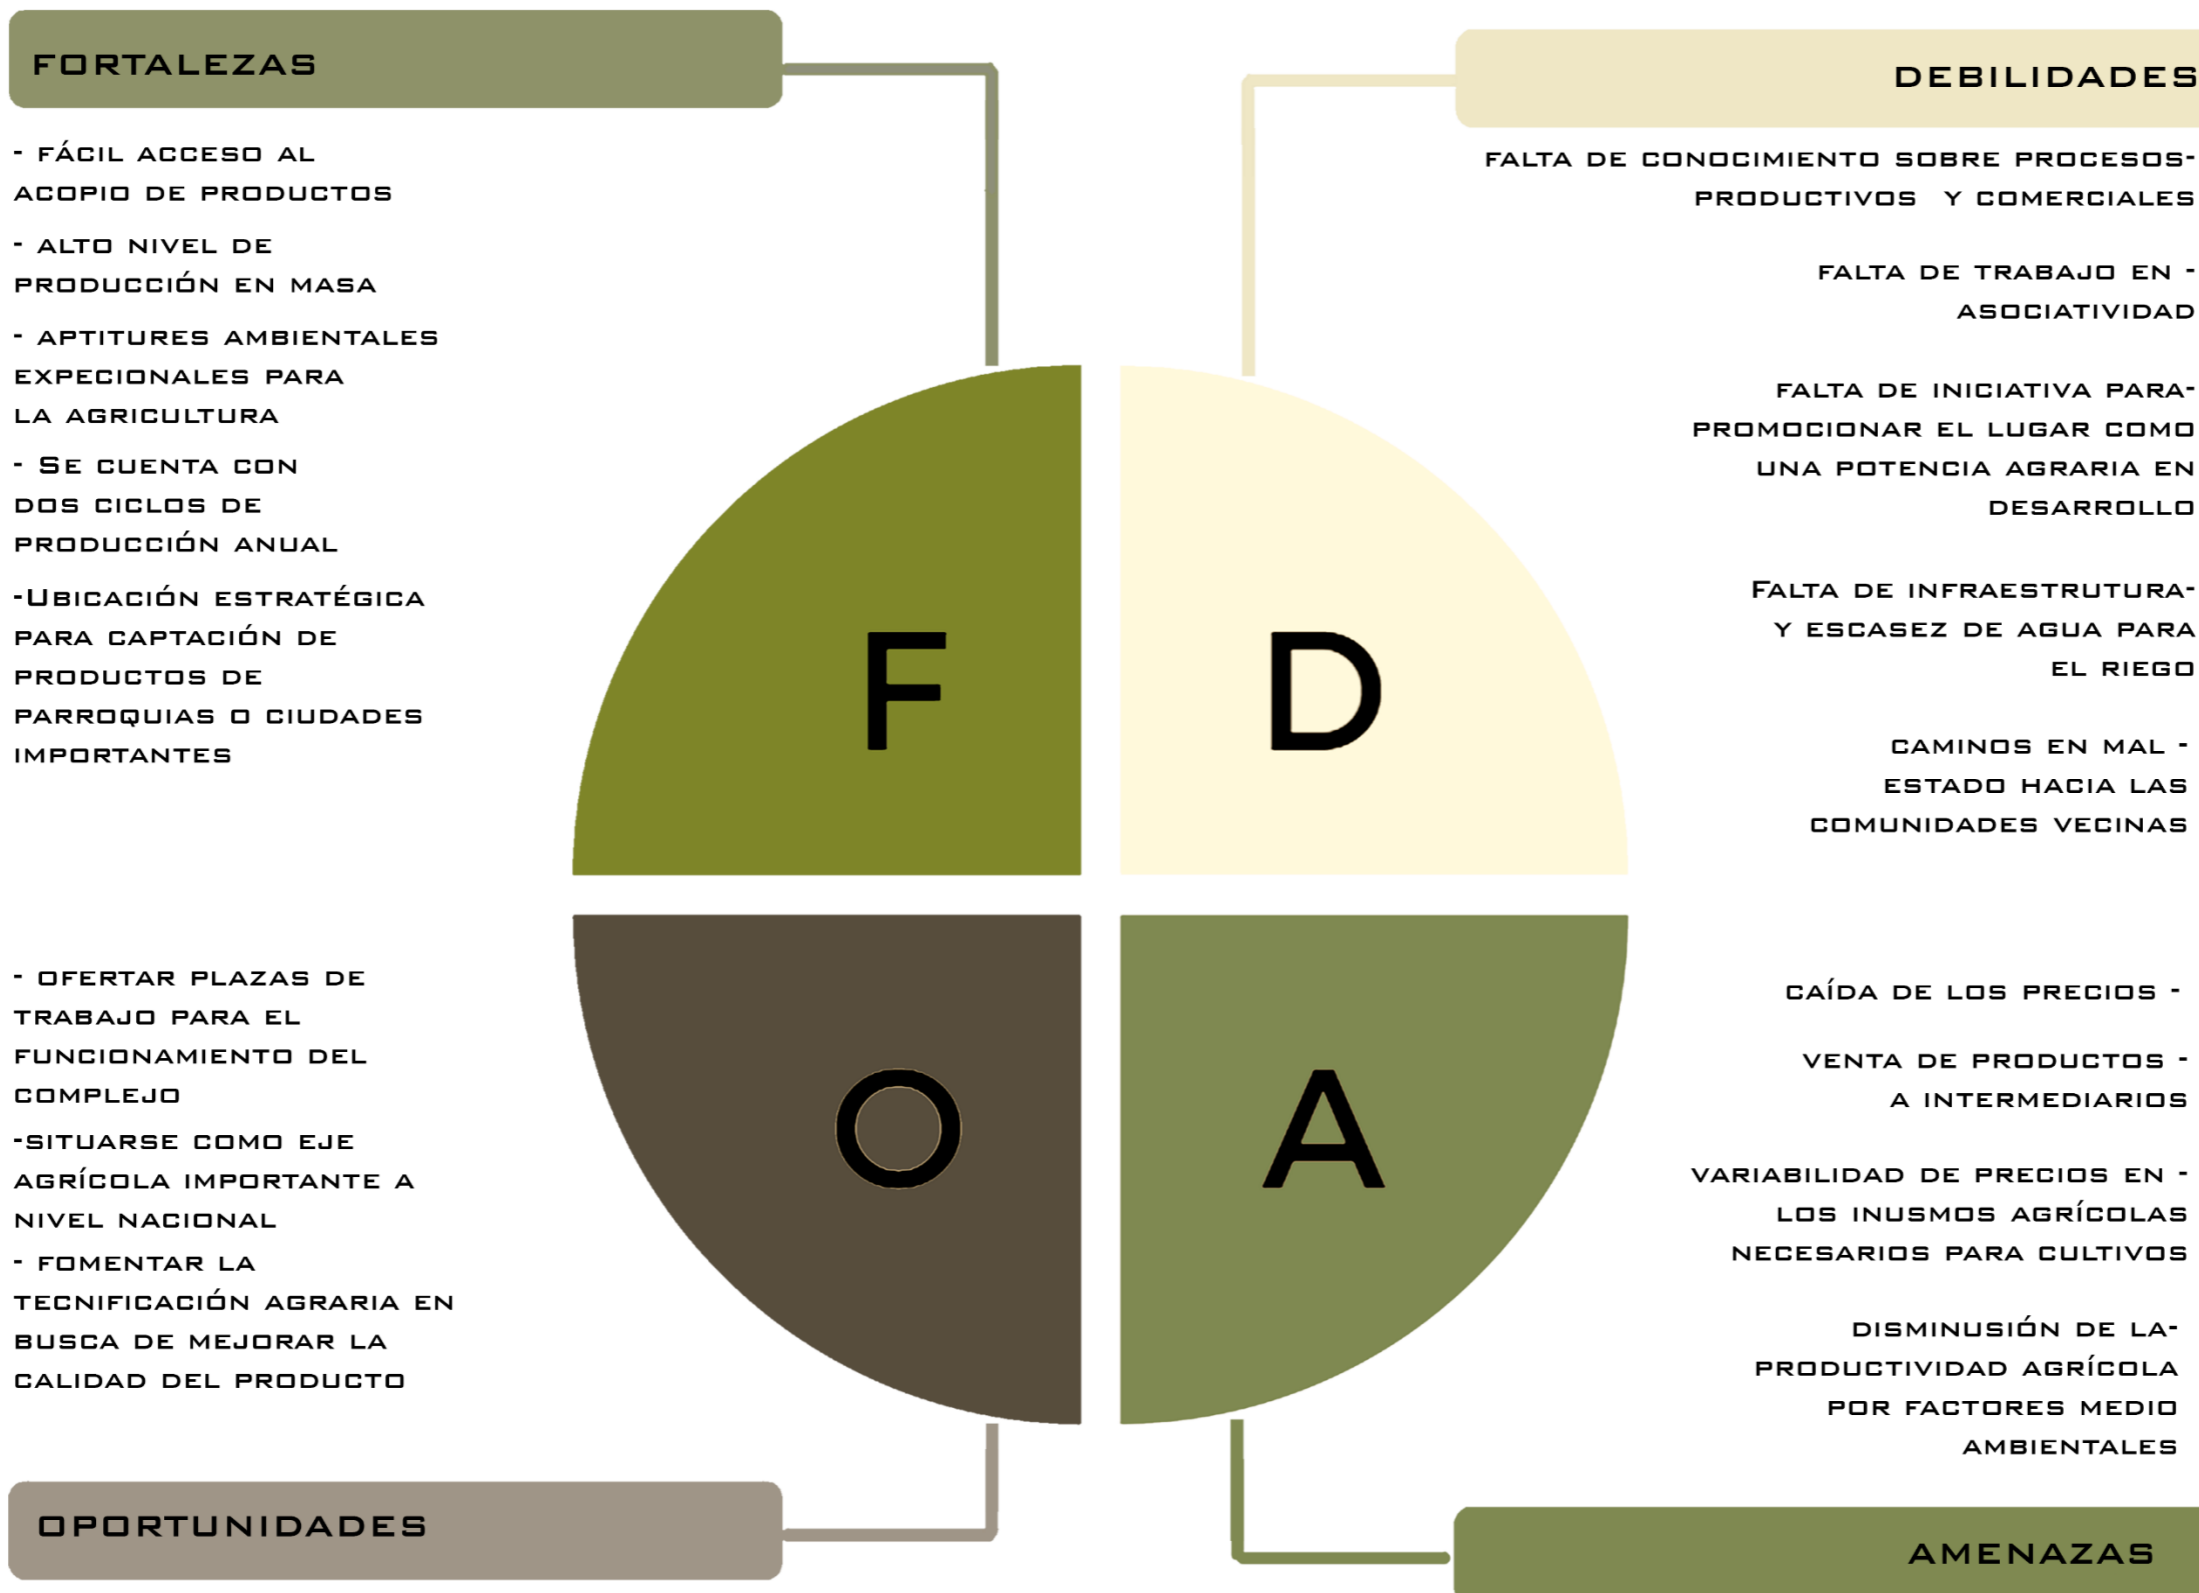 FORTALEZAS
- FÁCIL ACCESO AL
ACOPIO DE PRODUCTOS
- ALTO NIVEL DE
PRODUCCIÓN EN MASA
- APTITURES AMBIENTALES
EXPECIONALES PARA
LA AGRICULTURA
- SE CUENTA CON
DOS CICLOS DE
PRODUCCIÓN ANUAL
-UBICACIÓN ESTRATÉGICA
PARA CAPTACIÓN DE
PRODUCTOS DE
PARROQUIAS O CIUDADES
IMPORTANTES
DEBILIDADES
FALTA DE CONOCIMIENTO SOBRE PROCESOS-
PRODUCTIVOS Y COMERCIALES
FALTA DE TRABAJO EN -
ASOCIATIVIDAD
FALTA DE INICIATIVA PARA-
PROMOCIONAR EL LUGAR COMO
UNA POTENCIA AGRARIA EN
DESARROLLO
FALTA DE INFRAESTRUTURA-
Y ESCASEZ DE AGUA PARA
EL RIEGO
CAMINOS EN MAL -
ESTADO HACIA LAS
COMUNIDADES VECINAS
F
D
O
A
- OFERTAR PLAZAS DE
TRABAJO PARA EL
FUNCIONAMIENTO DEL
COMPLEJO
-SITUARSE COMO EJE
AGRÍCOLA IMPORTANTE A
NIVEL NACIONAL
- FOMENTAR LA
TECNIFICACIÓN AGRARIA EN
BUSCA DE MEJORAR LA
CALIDAD DEL PRODUCTO
OPORTUNIDADES
CAÍDA DE LOS PRECIOS -
VENTA DE PRODUCTOS -
A INTERMEDIARIOS
VARIABILIDAD DE PRECIOS EN -
LOS INUSMOS AGRÍCOLAS
NECESARIOS PARA CULTIVOS
DISMINUSIÓN DE LA-
PRODUCTIVIDAD AGRÍCOLA
POR FACTORES MEDIO
AMBIENTALES
AMENAZAS